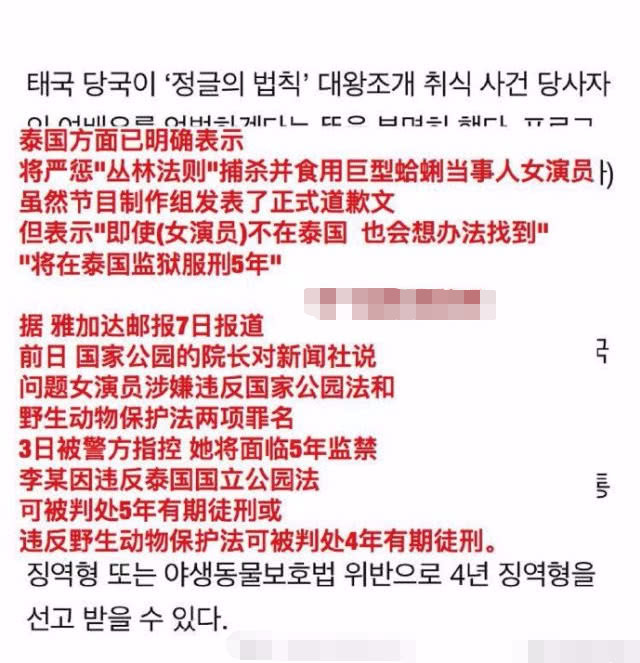 태국 당국이 ‘정글의 법칙’ 대왕조개 취식 사건 당사자
泰国方面已明确表示
将严惩"丛林法则"捕杀并食用巨型蛤蜊当事人女演员
虽然节目制作组发表了正式道歉文
但表示"即使(女演员)不在泰国 也会想办法找到"
"将在泰国监狱服刑5年"
据 雅加达邮报7日报道
前日 国家公园的院长对新闻社说
问题女演员涉嫌违反国家公园法和
野生动物保护法两项罪名
3日被警方指控 她将面临5年监禁
李某因违反泰国国立公园法
可被判处5年有期徒刑或
违反野生动物保护法可被判处4年有期徒刑。
징역형 또는 야생동물보호법 위반으로 4년 징역형을
선고 받을 수 있다.